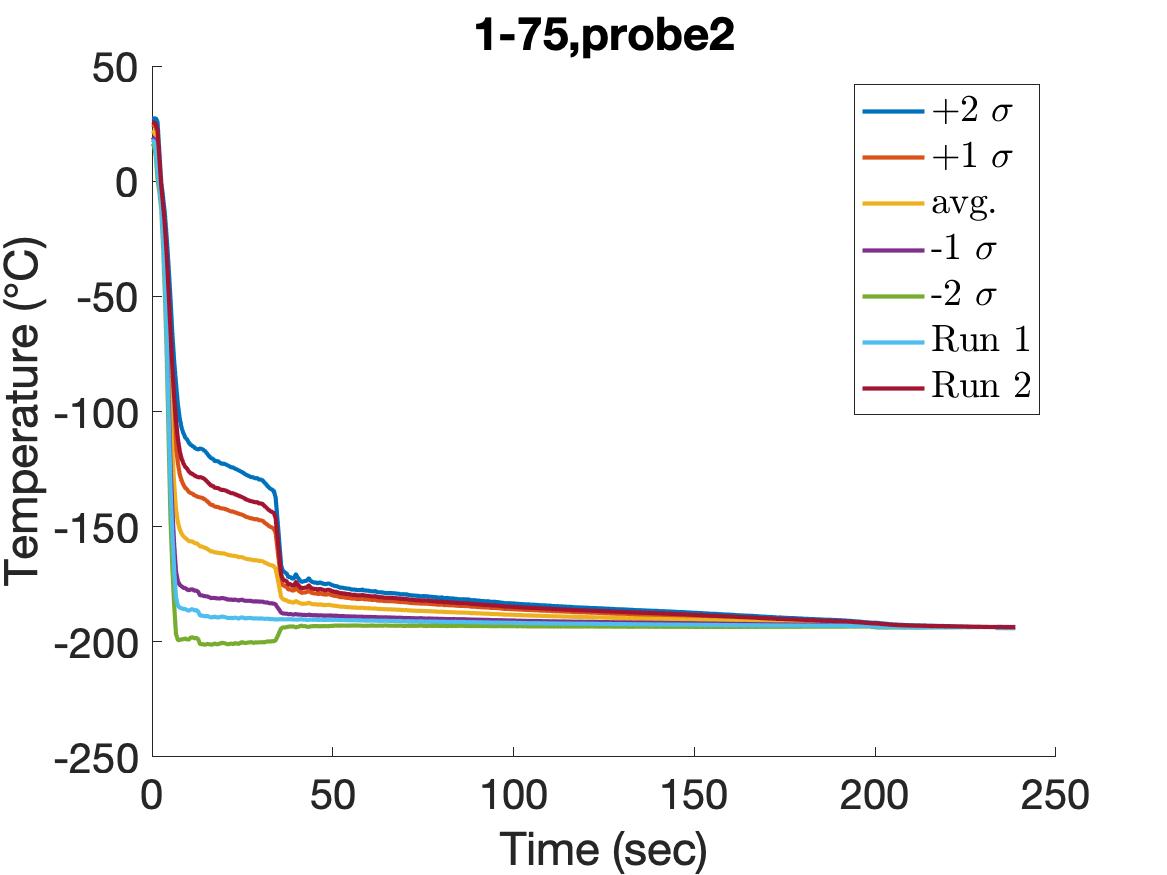 1-75,probe2
50
0
-50
-100
-150
-200
-250
Temperature (°C)
+2 σ
+1 σ
avg.
-1 σ
-2 σ
Run 1
Run 2
0 50 100 150 200 250
Time (sec)